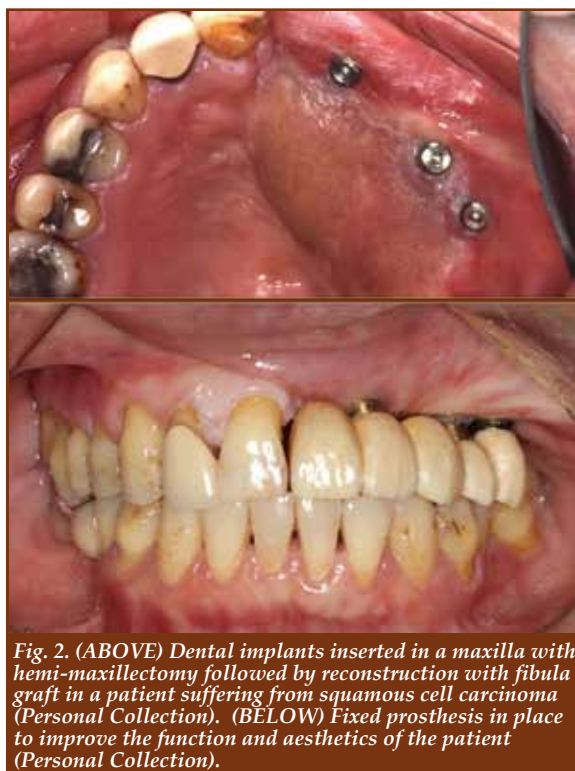 Fig. 2. (ABOVE) Dental implants inserted in a maxilla with
hemi-maxillectomy followed by reconstruction with fibula
graft in a patient suffering from squamous cell carcinoma
(Personal Collection).  (BELOW) Fixed prosthesis in place
to improve the function and aesthetics of the patient
(Personal Collection).